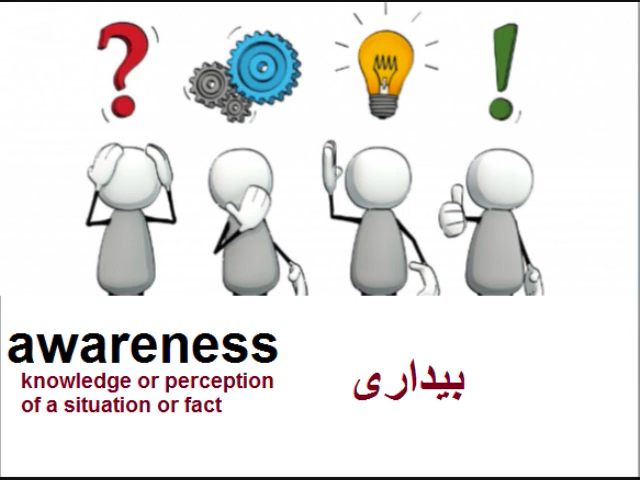 awareness
knowledge or perception
of a situation or fact
بیداری